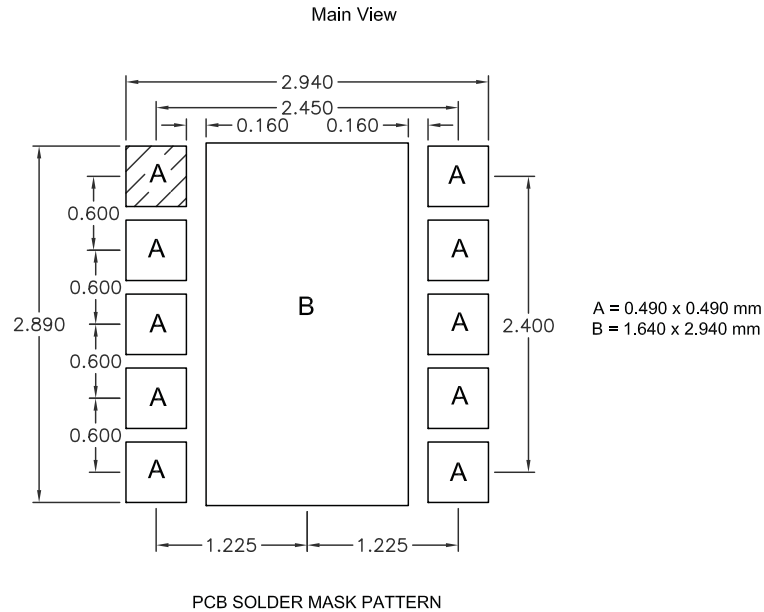 Main View
2.940
2.450
0.160 0.160
A A
0.600
A A
0.600
B
A = 0.490 x 0.490 mm
A A
2.890 2.400
B = 1.640 x 2.940 mm
0.600
A A
0.600
A A
1.225 1.225
PCB SOLDER MASK PATTERN